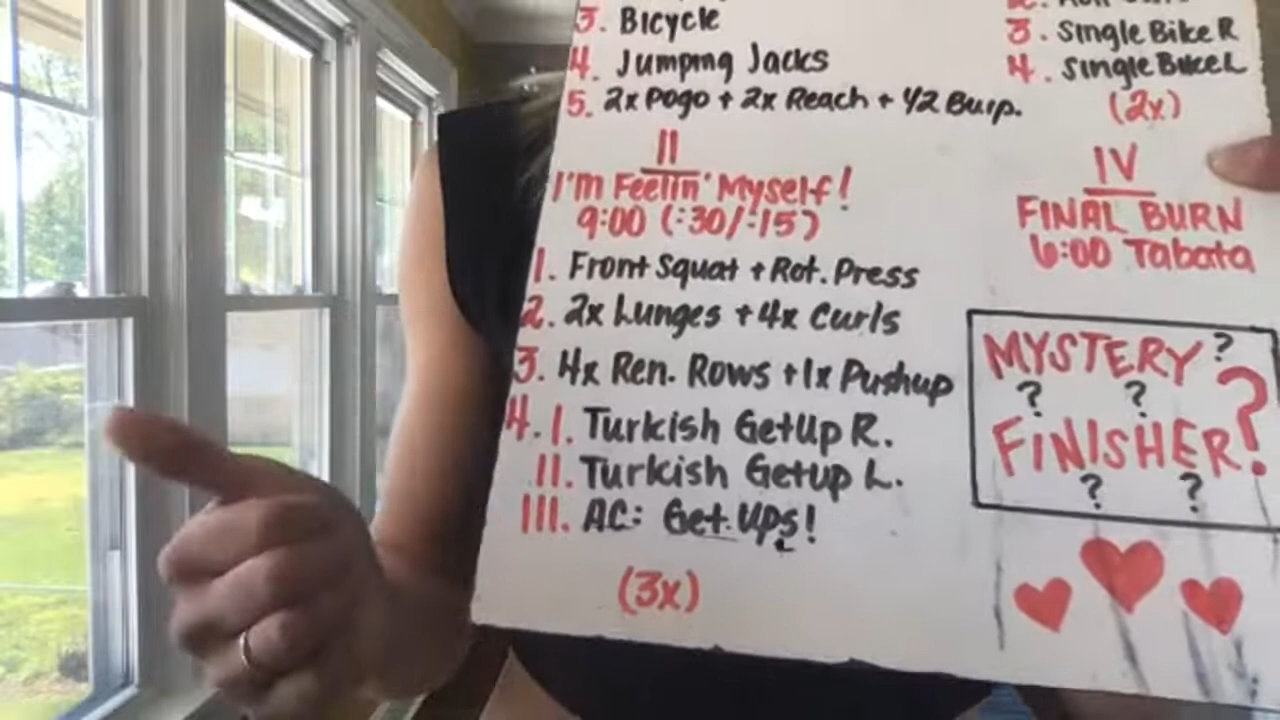 3. Bicycle
4. Jumping Jacks
5. 2x Pogo + 2x Reach + 1/2 Burp.
II
I'm Feelin' Myself!
9:00 (:30/:15)
1. Front Squat + Rot. Press
2. 2x Lunges + 4x Curls
3. 4x Ren. Rows + 1x Pushup
4. I. Turkish GetUp R.
II. Turkish Getup L.
III. AC: Get Ups!
(3x)
3. Single Bike R
4. Single Bike L
(2x)
IV
FINAL BURN
6:00 Tabata
MYSTERY ?
? ? ?
FINISHER!
? ?